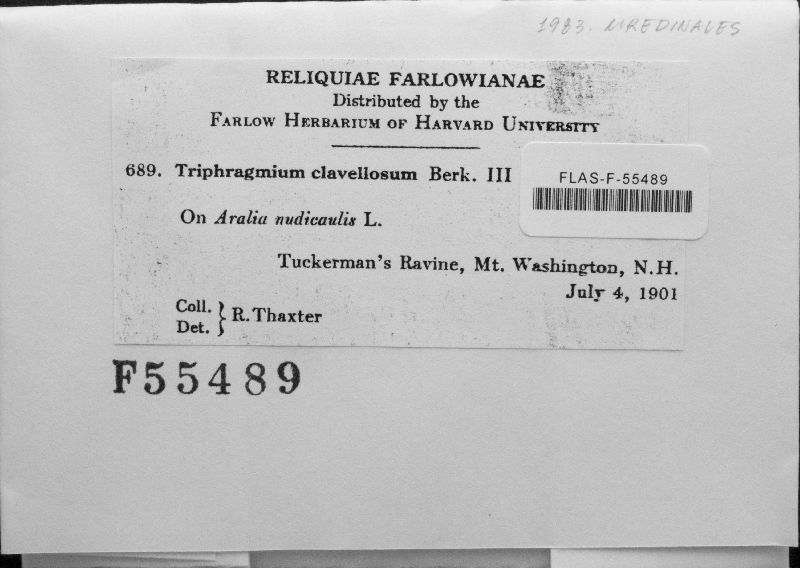 1983. UREDINALES
RELIQUIAE FARLOWIANAE
Distributed by the
FARLOW HERBARIUM OF HARVARD UNIVERSITY
689. Triphragmium clavellosum Berk. III
FLAS-F-55489
On Aralia nudicaulis L.
Tuckerman's Ravine, Mt. Washington, N.H.
July 4, 1901
Coll. } R. Thaxter
Det.
F55489